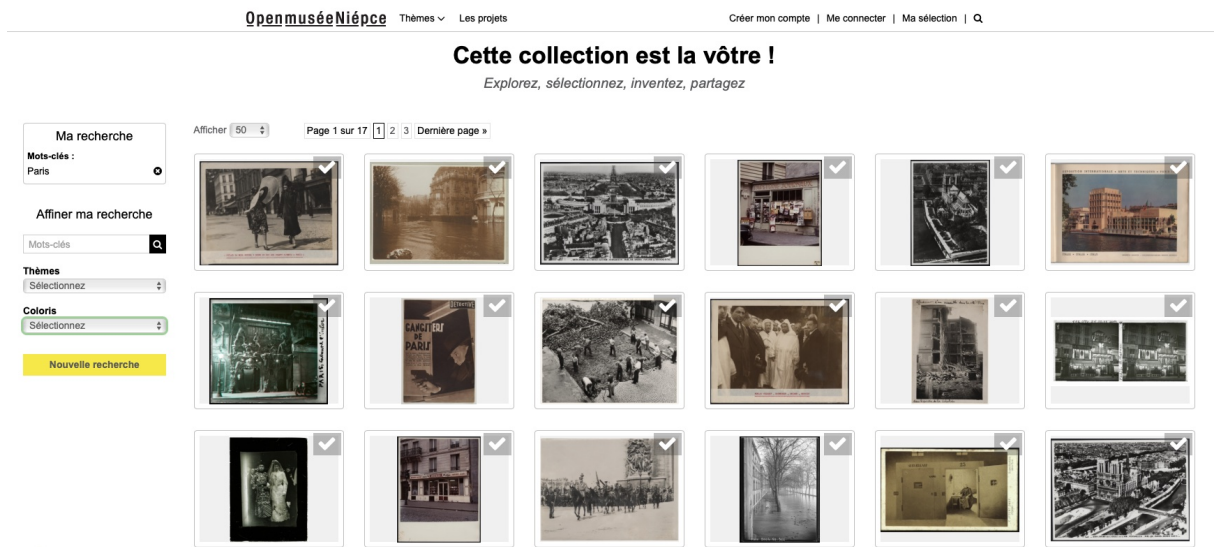 OpenmuséeNiépce Thèmes Les projets Créer mon compte | Me connecter | Ma sélection |
Cette collection est la vôtre !
Explorez, sélectionnez, inventez, partagez
Ma recherche
Mots-clés :
Paris
Affiner ma recherche
Mots-clés
Thèmes
Sélectionnez
Coloris
Sélectionnez
Nouvelle recherche
Afficher 50 Page 1 sur 17 1 2 3 Dernière page »
DÉTECTIVE
GANGSTERS
DE
PARIS